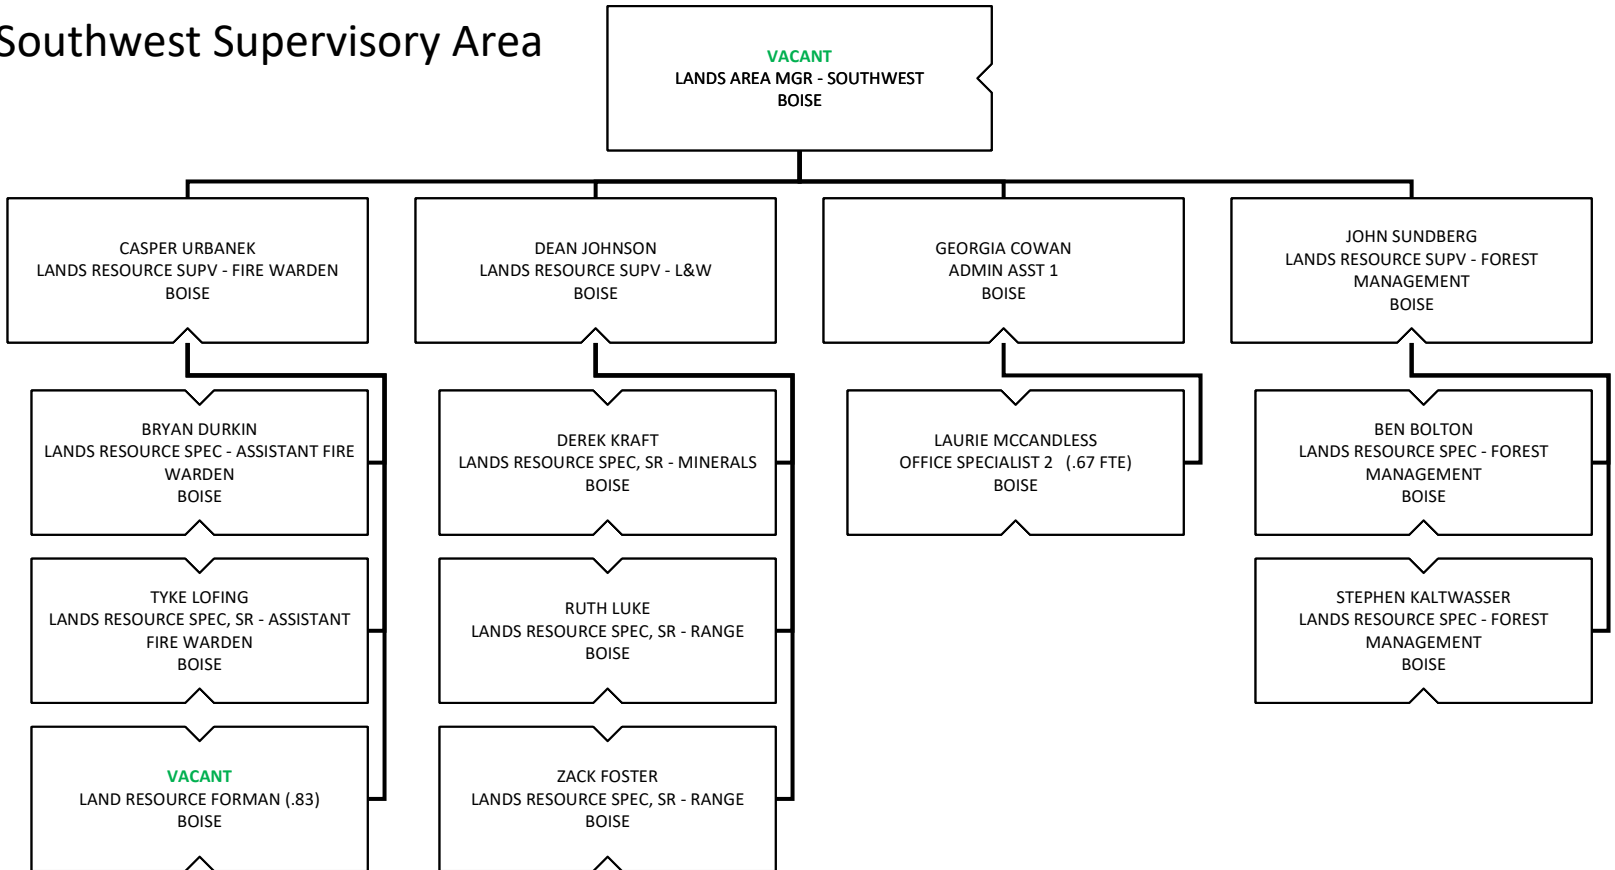 Southwest Supervisory Area
VACANT
LANDS AREA MGR - SOUTHWEST
BOISE
CASPER URBANEK
LANDS RESOURCE SUPV - FIRE WARDEN
BOISE
DEAN JOHNSON
LANDS RESOURCE SUPV - L&W
BOISE
GEORGIA COWAN
ADMIN ASST 1
BOISE
JOHN SUNDBERG
LANDS RESOURCE SUPV - FOREST
MANAGEMENT
BOISE
BRYAN DURKIN
LANDS RESOURCE SPEC - ASSISTANT FIRE
WARDEN
BOISE
DEREK KRAFT
LANDS RESOURCE SPEC, SR - MINERALS
BOISE
LAURIE MCCANDLESS
OFFICE SPECIALIST 2 (.67 FTE)
BOISE
BEN BOLTON
LANDS RESOURCE SPEC - FOREST
MANAGEMENT
BOISE
TYKE LOFING
LANDS RESOURCE SPEC, SR - ASSISTANT
FIRE WARDEN
BOISE
RUTH LUKE
LANDS RESOURCE SPEC, SR - RANGE
BOISE
STEPHEN KALTWASSER
LANDS RESOURCE SPEC - FOREST
MANAGEMENT
BOISE
VACANT
LAND RESOURCE FORMAN (.83)
BOISE
ZACK FOSTER
LANDS RESOURCE SPEC, SR - RANGE
BOISE